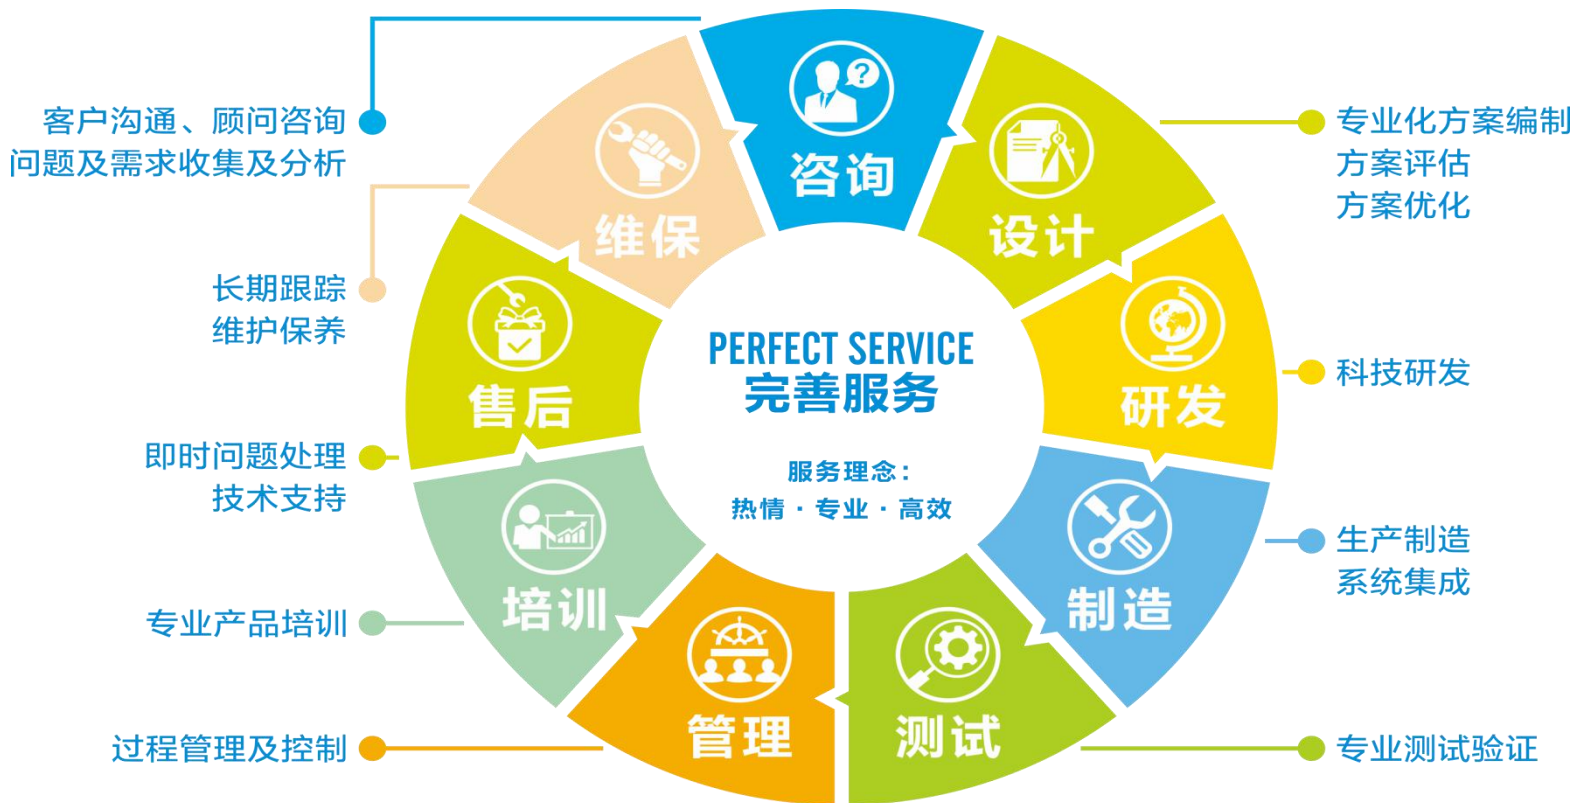 咨询
设计
研发
制造
测试
管理
培训
售后
维保
PERFECT SERVICE
完善服务
服务理念：
热情·专业·高效
客户沟通、顾问咨询
问题及需求收集及分析
长期跟踪
维护保养
即时问题处理
技术支持
专业产品培训
过程管理及控制
专业化方案编制
方案评估
方案优化
科技研发
生产制造
系统集成
专业测试验证
?